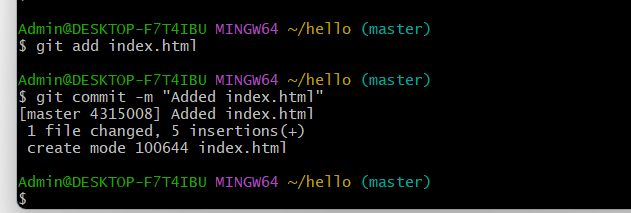 Admin@DESKTOP-F7T4IBU MINGW64 ~/hello (master)
$ git add index.html
Admin@DESKTOP-F7T4IBU MINGW64 ~/hello (master)
$ git commit -m "Added index.html"
[master 4315008] Added index.html
 1 file changed, 5 insertions(+)
 create mode 100644 index.html
Admin@DESKTOP-F7T4IBU MINGW64 ~/hello (master)
$